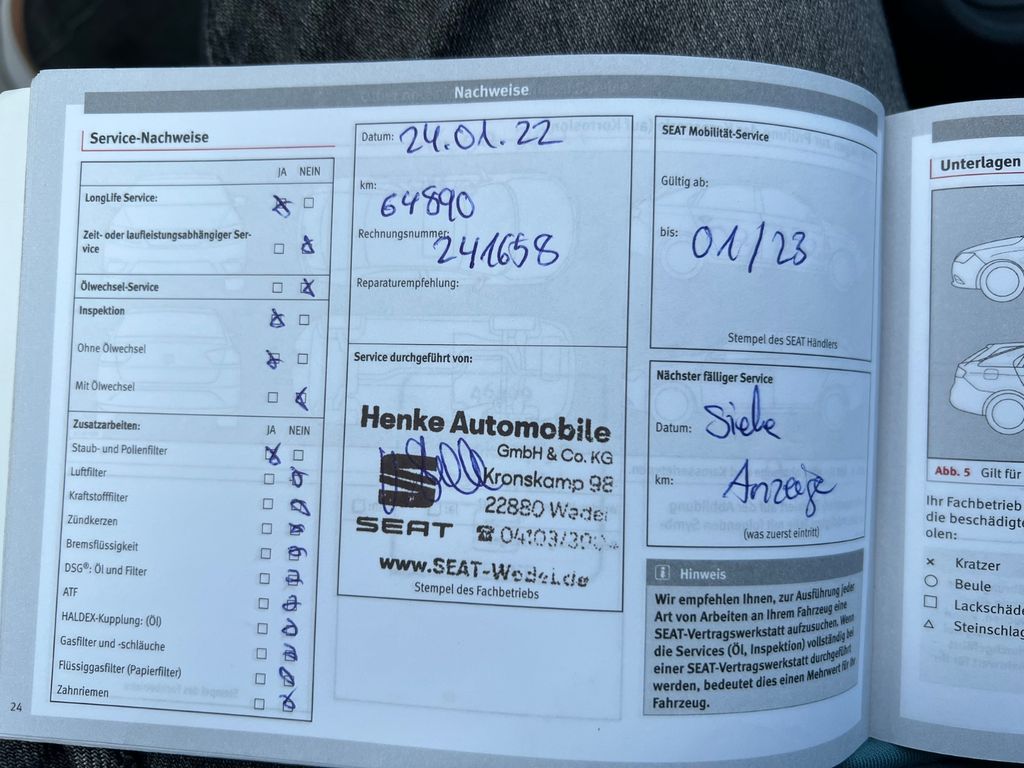 Nachweise
Service-Nachweise
JA NEIN
LongLife Service:
Zeit- oder laufleistungsabhängiger Ser-
vice
Ölwechsel-Service
Inspektion
Ohne Ölwechsel
Mit Ölwechsel
Zusatzarbeiten: JA NEIN
Staub- und Pollenfilter
Luftfilter
Kraftstofffilter
Zündkerzen
Bremsflüssigkeit
DSG®: Öl und Filter
ATF
HALDEX-Kupplung: (Öl)
Gasfilter und -schläuche
Flüssiggasfilter (Papierfilter)
Zahnriemen
24
Datum: 24.01.22
km:
64890
Rechnungsnummer:
241658
Reparaturempfehlung:
Service durchgeführt von:
Henke Automobile
GmbH & Co. KG
Kronskamp 98
22880 Wedel
SEAT
☎ 04103/
www.SEAT-Wedel.de
Stempel des Fachbetriebs
SEAT Mobilität-Service
Gültig ab:
bis: 01/23
Stempel des SEAT Händlers
Nächster fälliger Service
Datum: Siehe
km: Anzeige
(was zuerst eintritt)
i Hinweis
Wir empfehlen Ihnen, zur Ausführung jeder
Art von Arbeiten an Ihrem Fahrzeug eine
SEAT-Vertragswerkstatt aufzusuchen. Wenn
die Services (Öl, Inspektion) vollständig bei
einer SEAT-Vertragswerkstatt durchgeführt
werden, bedeutet dies einen Mehrwert für Ihr
Fahrzeug.
Unterlagen
Abb. 5 Gilt für
Ihr Fachbetrieb
die beschädigte
olen:
× Kratzer
○ Beule
□ Lackschäde
△ Steinschlag